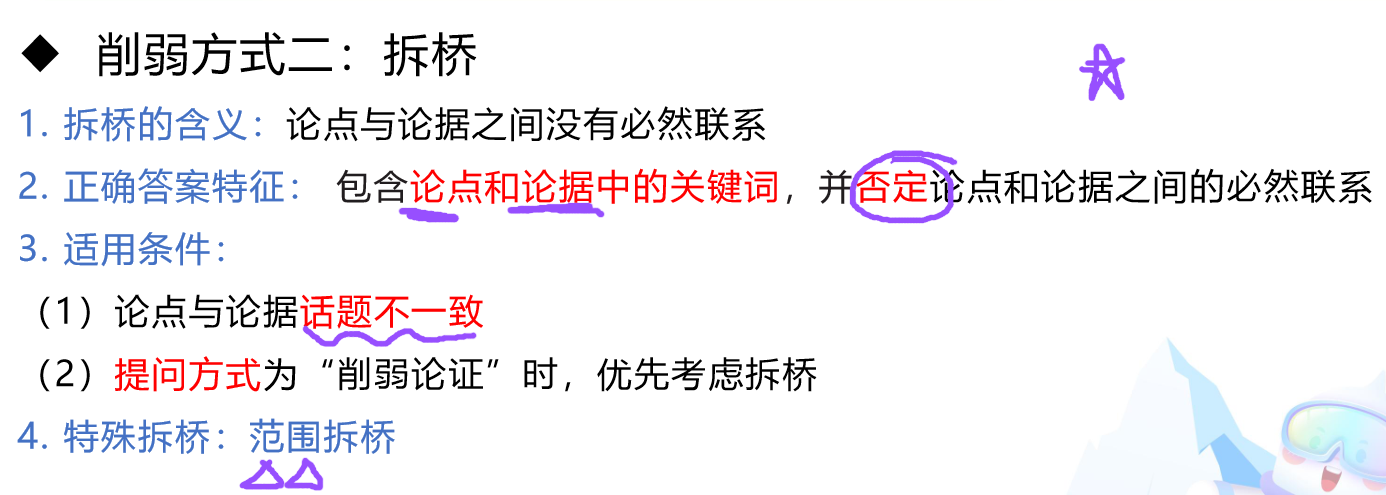 ◆ 削弱方式二：拆桥
1. 拆桥的含义：论点与论据之间没有必然联系
2. 正确答案特征： 包含论点和论据中的关键词，并否定论点和论据之间的必然联系
3. 适用条件：
（1）论点与论据话题不一致
（2）提问方式为“削弱论证”时，优先考虑拆桥
4. 特殊拆桥：范围拆桥